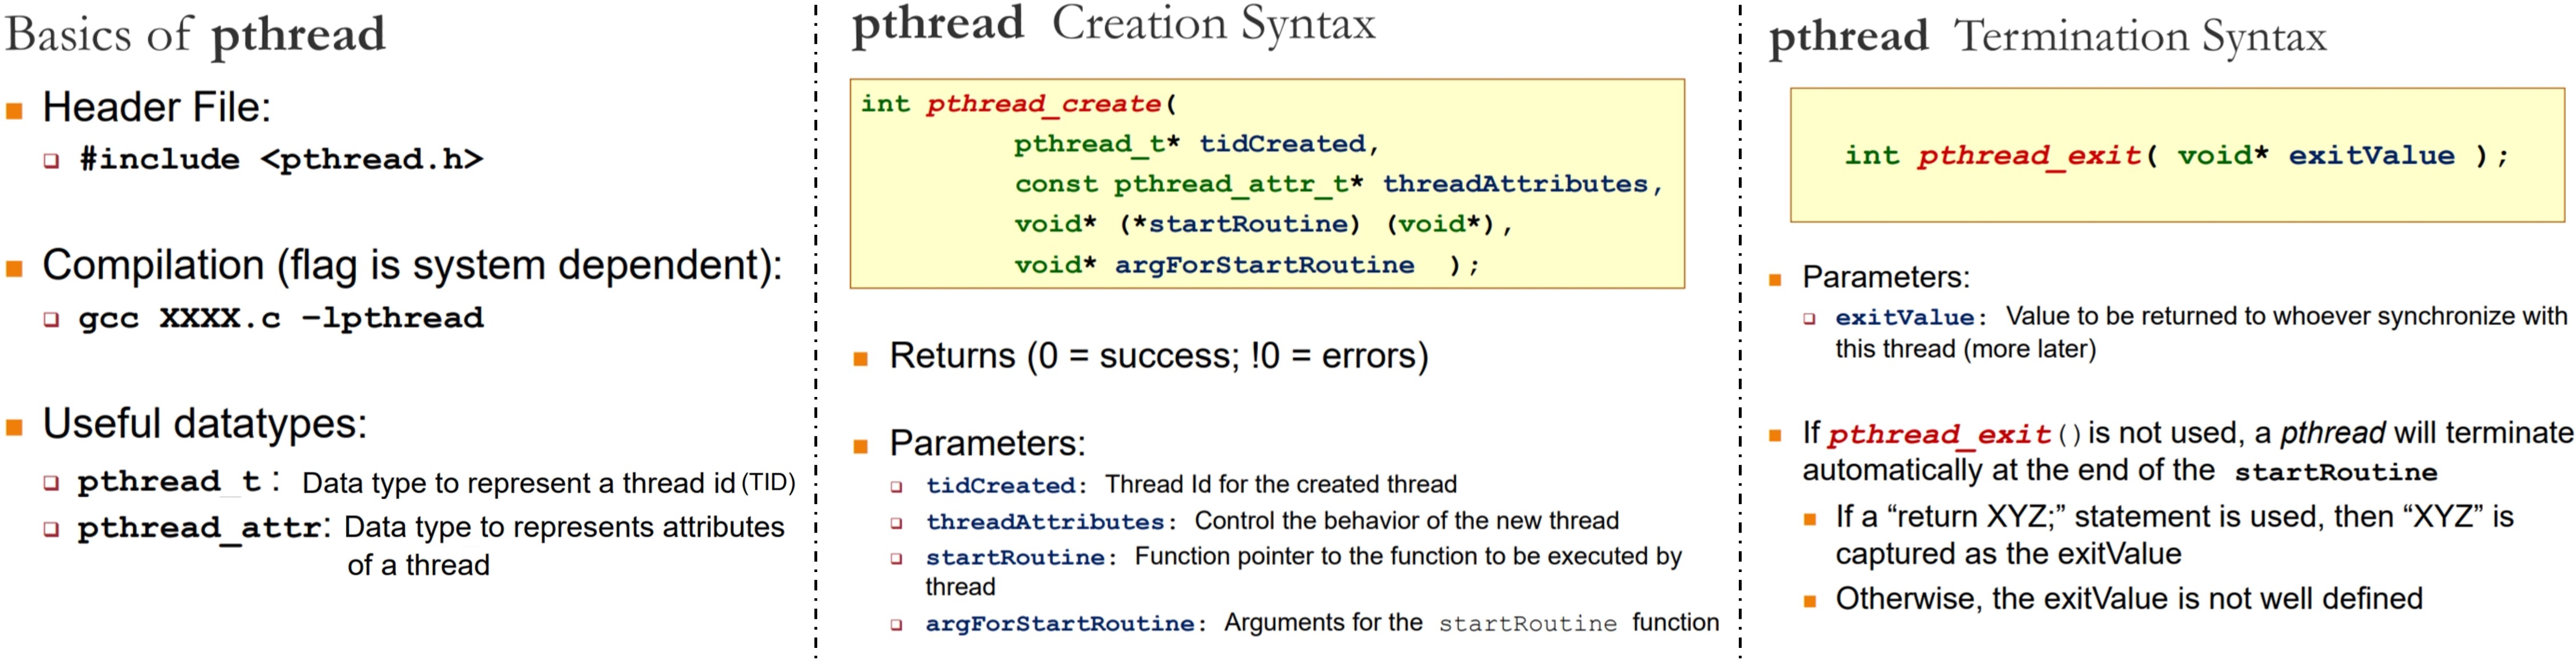 Basics of pthread
Header File:
#include <pthread.h>
Compilation (flag is system dependent):
gcc XXXX.c -lpthread
Useful datatypes:
pthread_t: Data type to represent a thread id (TID)
pthread_attr: Data type to represents attributes
of a thread
pthread Creation Syntax
int pthread_create(
pthread_t* tidCreated,
const pthread_attr_t* threadAttributes,
void* (*startRoutine) (void*),
void* argForStartRoutine );
Returns (0 = success; !0 = errors)
Parameters:
tidCreated: Thread Id for the created thread
threadAttributes: Control the behavior of the new thread
startRoutine: Function pointer to the function to be executed by
thread
argForStartRoutine: Arguments for the startRoutine function
pthread Termination Syntax
int pthread_exit( void* exitValue );
Parameters:
exitValue: Value to be returned to whoever synchronize with
this thread (more later)
If pthread_exit() is not used, a pthread will terminate
automatically at the end of the startRoutine
If a “return XYZ;” statement is used, then “XYZ” is
captured as the exitValue
Otherwise, the exitValue is not well defined